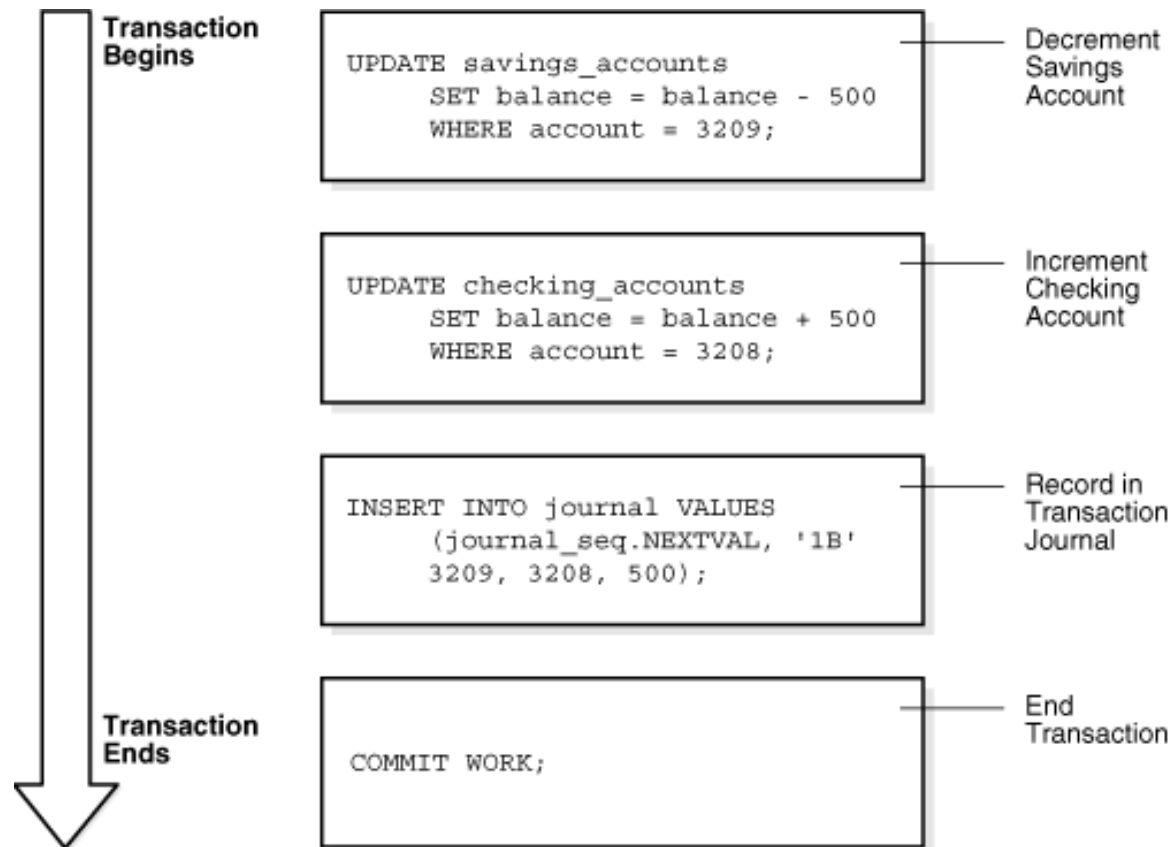 Transaction
Begins
UPDATE savings_accounts
SET balance = balance - 500
WHERE account = 3209;
Decrement
Savings
Account
UPDATE checking_accounts
SET balance = balance + 500
WHERE account = 3208;
Increment
Checking
Account
INSERT INTO journal VALUES
(journal_seq.NEXTVAL, '1B'
3209, 3208, 500);
Record in
Transaction
Journal
Transaction
Ends
COMMIT WORK;
End
Transaction